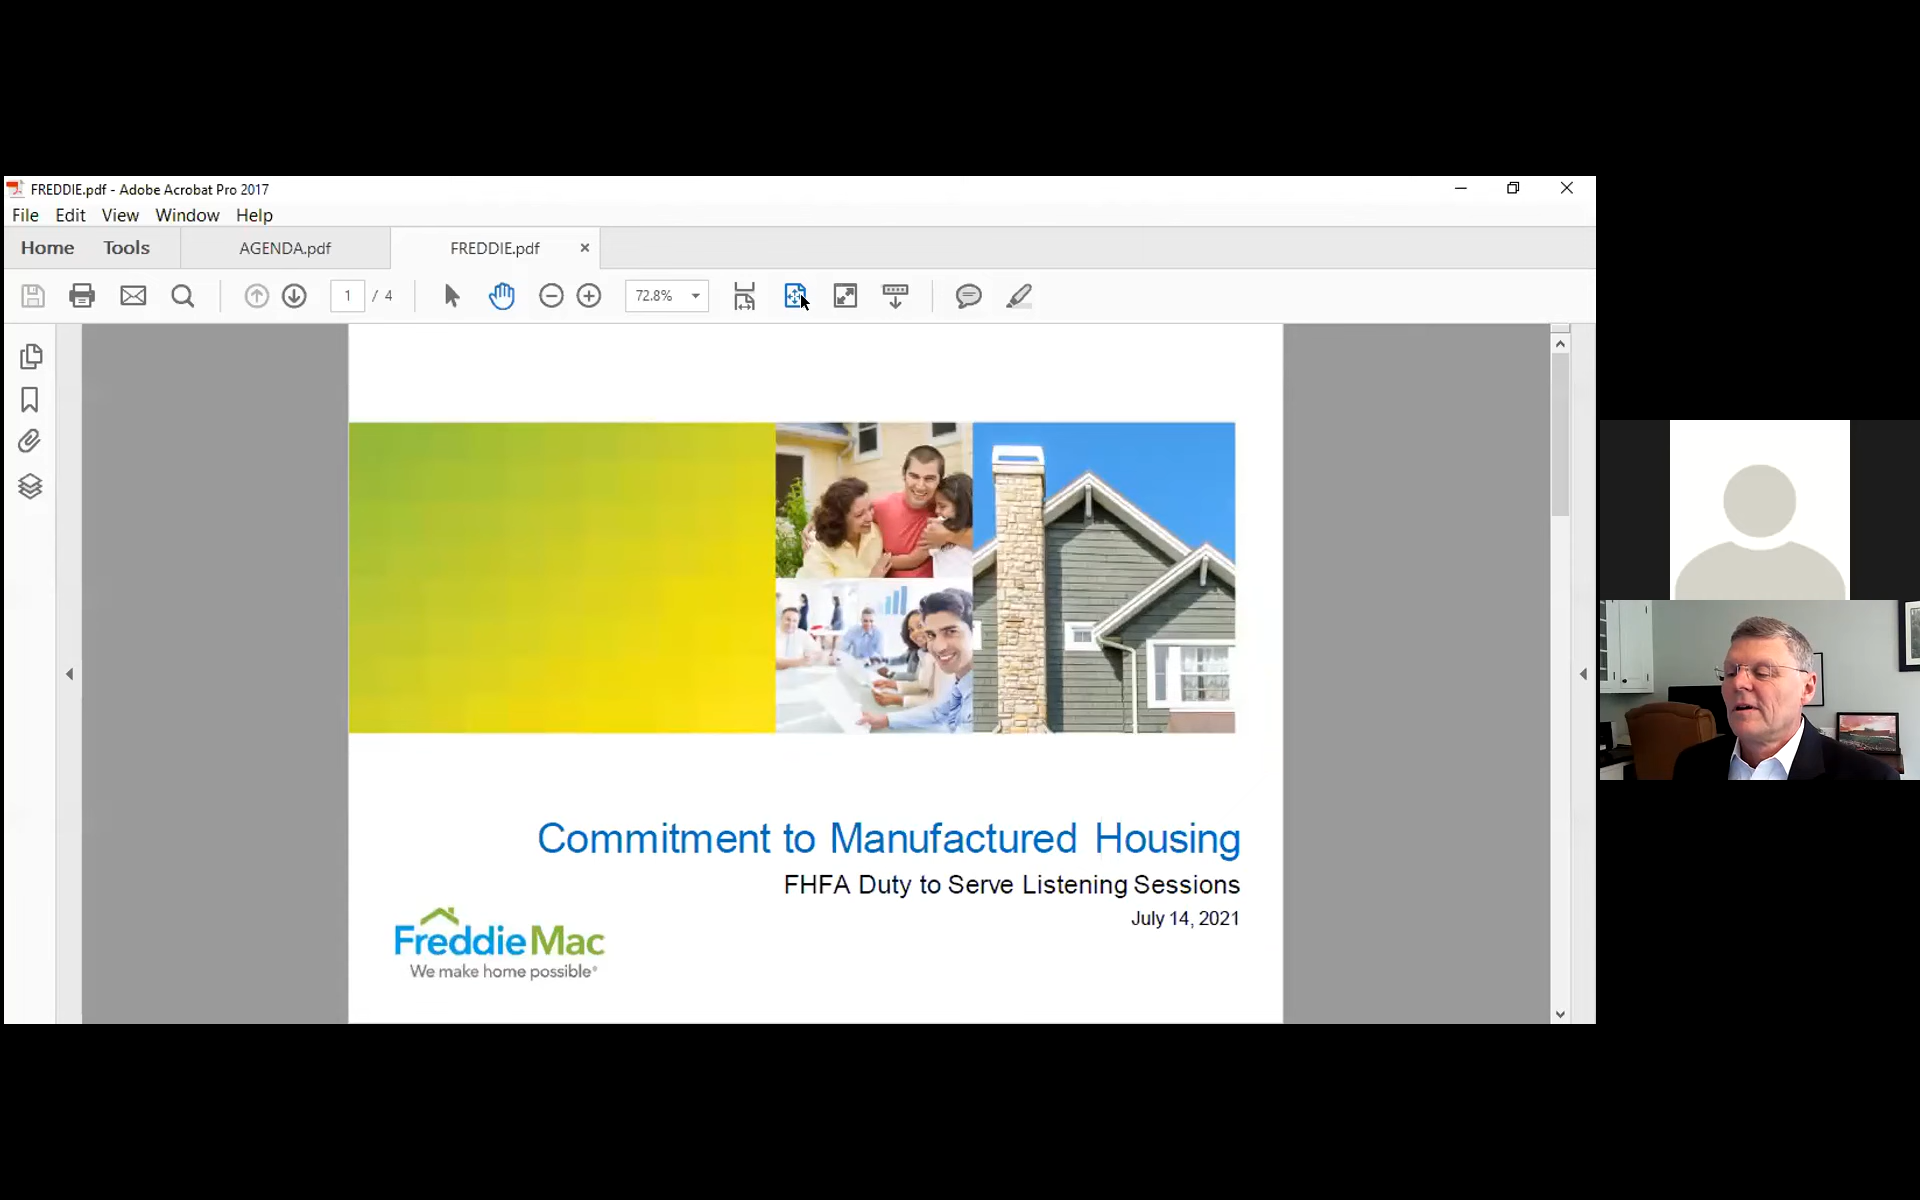 FREDDIE.pdf - Adobe Acrobat Pro 2017
File Edit View Window Help
Home Tools AGENDA.pdf FREDDIE.pdf
1 / 4 72.8%
Commitment to Manufactured Housing
FHFA Duty to Serve Listening Sessions
July 14, 2021
Freddie Mac
We make home possible®